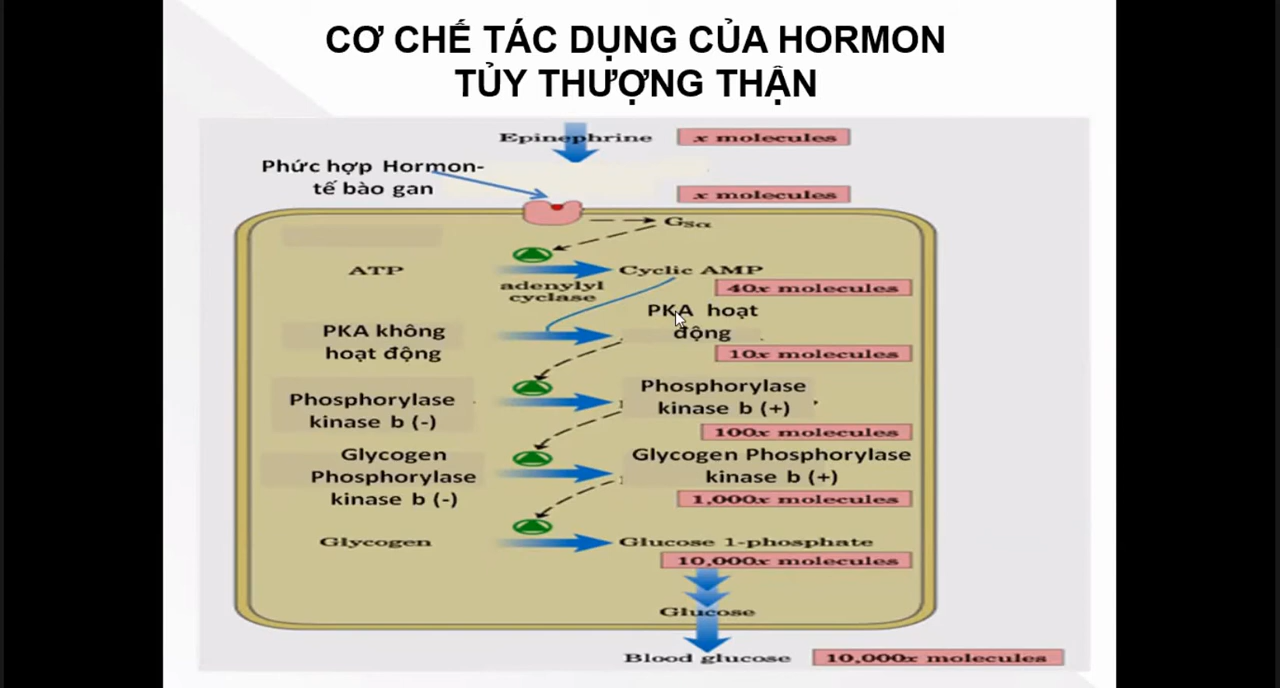 CƠ CHẾ TÁC DỤNG CỦA HORMON
TỦY THƯỢNG THẬN
Epinephrine
x molecules
Phức hợp Hormon-
tế bào gan
x molecules
GSα
ATP
adenylyl
cyclase
Cyclic AMP
40x molecules
PKA không
hoạt động
PKA hoạt
động
10x molecules
Phosphorylase
kinase b (-)
Phosphorylase
kinase b (+)
100x molecules
Glycogen
Phosphorylase
kinase b (-)
Glycogen Phosphorylase
kinase b (+)
1,000x molecules
Glycogen
Glucose 1-phosphate
10,000x molecules
Glucose
Blood glucose
10,000x molecules